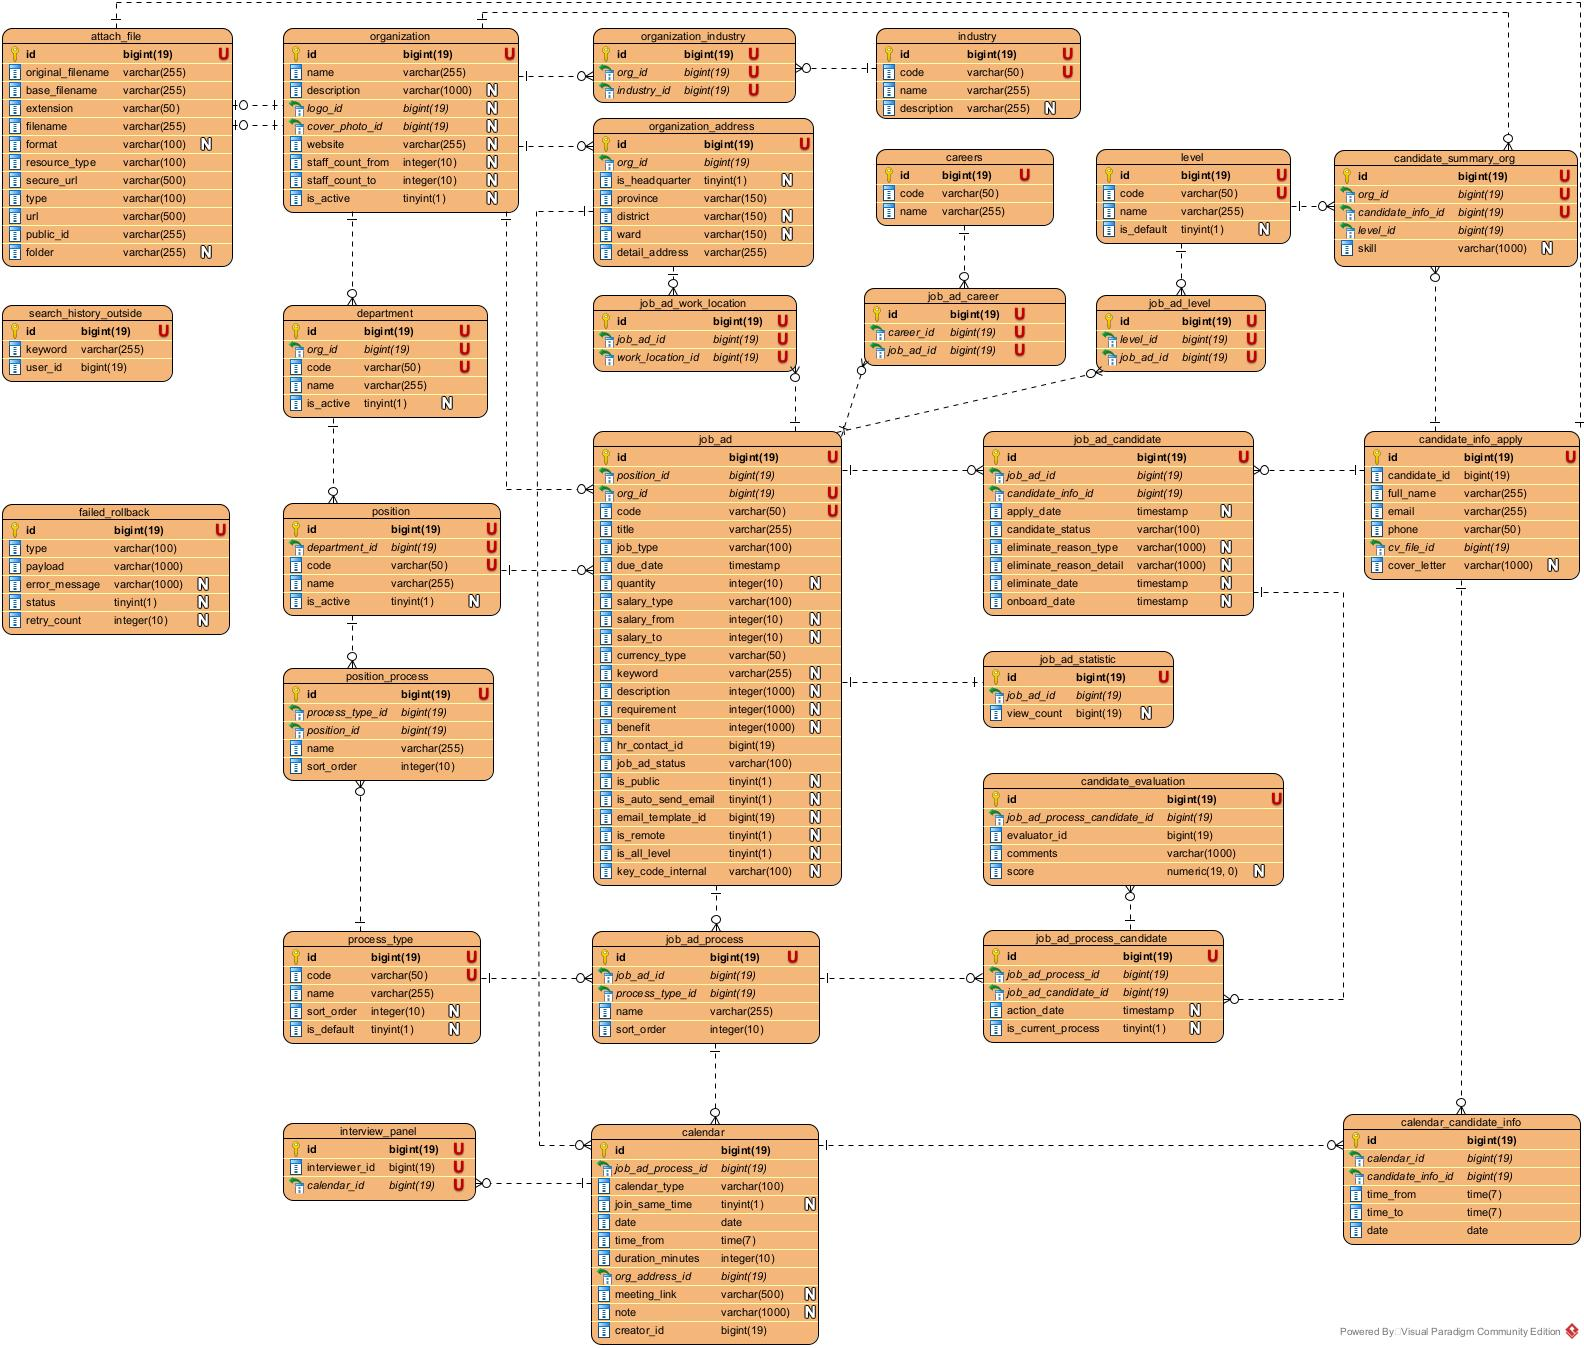 attach_file
id bigint(19) U
original_filename varchar(255)
base_filename varchar(255)
extension varchar(50)
filename varchar(255)
format varchar(100) N
resource_type varchar(100)
secure_url varchar(500)
type varchar(100)
url varchar(500)
public_id varchar(255)
folder varchar(255) N
organization
id bigint(19) U
name varchar(255)
description varchar(1000) N
logo_id bigint(19) N
cover_photo_id bigint(19) N
website varchar(255) N
staff_count_from integer(10) N
staff_count_to integer(10) N
is_active tinyint(1) N
organization_industry
id bigint(19) U
org_id bigint(19) U
industry_id bigint(19) U
industry
id bigint(19) U
code varchar(50) U
name varchar(255)
description varchar(255) N
organization_address
id bigint(19) U
org_id bigint(19)
is_headquarter tinyint(1) N
province varchar(150)
district varchar(150) N
ward varchar(150) N
detail_address varchar(255)
careers
id bigint(19) U
code varchar(50)
name varchar(255)
level
id bigint(19) U
code varchar(50) U
name varchar(255)
is_default tinyint(1) N
candidate_summary_org
id bigint(19) U
org_id bigint(19) U
candidate_info_id bigint(19) U
level_id bigint(19)
skill varchar(1000) N
search_history_outside
id bigint(19) U
keyword varchar(255)
user_id bigint(19)
department
id bigint(19) U
org_id bigint(19) U
code varchar(50) U
name varchar(255)
is_active tinyint(1) N
job_ad_work_location
id bigint(19) U
job_ad_id bigint(19) U
work_location_id bigint(19) U
job_ad_career
id bigint(19) U
career_id bigint(19) U
job_ad_id bigint(19) U
job_ad_level
id bigint(19) U
level_id bigint(19) U
job_ad_id bigint(19) U
failed_rollback
id bigint(19) U
type varchar(100)
payload varchar(1000)
error_message varchar(1000) N
status tinyint(1) N
retry_count integer(10) N
position
id bigint(19) U
department_id bigint(19) U
code varchar(50) U
name varchar(255)
is_active tinyint(1) N
job_ad
id bigint(19) U
position_id bigint(19)
org_id bigint(19) U
code varchar(50) U
title varchar(255)
job_type varchar(100)
due_date timestamp
quantity integer(10) N
salary_type varchar(100)
salary_from integer(10) N
salary_to integer(10) N
currency_type varchar(50)
keyword varchar(255) N
description integer(1000) N
requirement integer(1000) N
benefit integer(1000) N
hr_contact_id bigint(19)
job_ad_status varchar(100)
is_public tinyint(1) N
is_auto_send_email tinyint(1) N
email_template_id bigint(19) N
is_remote tinyint(1) N
is_all_level tinyint(1) N
key_code_internal varchar(100) N
job_ad_candidate
id bigint(19) U
job_ad_id bigint(19)
candidate_info_id bigint(19)
apply_date timestamp N
candidate_status varchar(100)
eliminate_reason_type varchar(1000) N
eliminate_reason_detail varchar(1000) N
eliminate_date timestamp N
onboard_date timestamp N
candidate_info_apply
id bigint(19) U
candidate_id bigint(19)
full_name varchar(255)
email varchar(255)
phone varchar(50)
cv_file_id bigint(19)
cover_letter varchar(1000) N
position_process
id bigint(19) U
process_type_id bigint(19)
position_id bigint(19)
name varchar(255)
sort_order integer(10)
job_ad_statistic
id bigint(19) U
job_ad_id bigint(19)
view_count bigint(19) N
candidate_evaluation
id bigint(19) U
job_ad_process_candidate_id bigint(19)
evaluator_id bigint(19)
comments varchar(1000)
score numeric(19, 0) N
process_type
id bigint(19) U
code varchar(50) U
name varchar(255)
sort_order integer(10) N
is_default tinyint(1) N
job_ad_process
id bigint(19) U
job_ad_id bigint(19)
process_type_id bigint(19)
name varchar(255)
sort_order integer(10)
job_ad_process_candidate
id bigint(19) U
job_ad_process_id bigint(19)
job_ad_candidate_id bigint(19)
action_date timestamp N
is_current_process tinyint(1) N
interview_panel
id bigint(19) U
interviewer_id bigint(19) U
calendar_id bigint(19) U
calendar
id bigint(19)
job_ad_process_id bigint(19)
calendar_type varchar(100)
join_same_time tinyint(1) N
date date
time_from time(7)
duration_minutes integer(10)
org_address_id bigint(19)
meeting_link varchar(500) N
note varchar(1000) N
creator_id bigint(19)
calendar_candidate_info
id bigint(19)
calendar_id bigint(19)
candidate_info_id bigint(19)
time_from time(7)
time_to time(7)
date date
Powered By Visual Paradigm Community Edition